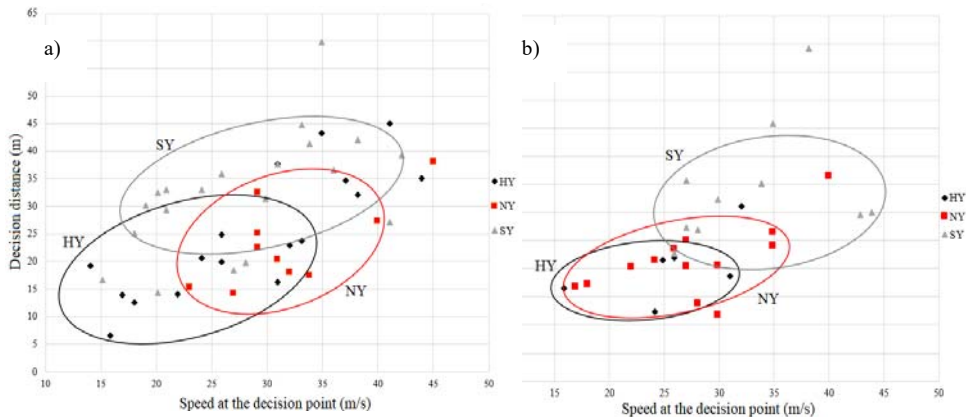 a)
65
50
45
40
35
30
25
20
15
10
5
0
Decision distance (m)
SY
HY
NY
10 15 20 25 30 35 40 45 50
Speed at the decision point (m/s)
HY
NY
SY
b)
SY
HY
NY
15 20 25 30 35 40 45 50
Speed at the decision point (m/s)
HY
NY
SY